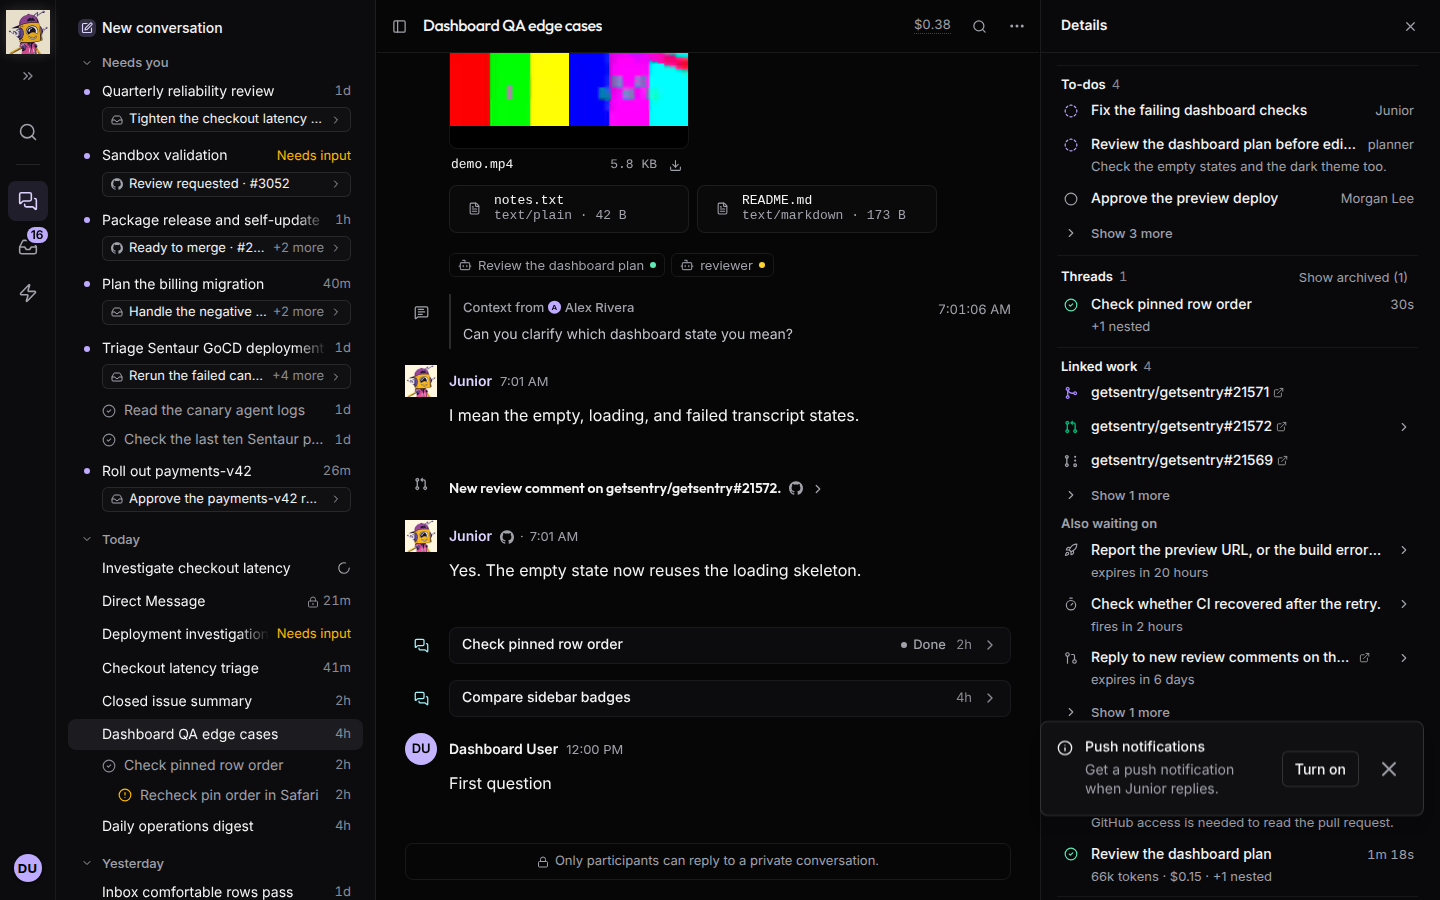 New conversation
Needs you
Quarterly reliability review 1d
Tighten the checkout latency ...
Sandbox validation Needs input
Review requested · #3052
Package release and self-update 1h
Ready to merge · #2... +2 more
Plan the billing migration 40m
Handle the negative ... +2 more
Triage Sentaur GoCD deployment 1d
Rerun the failed can... +4 more
Read the canary agent logs 1d
Check the last ten Sentaur p... 1d
Roll out payments-v42 26m
Approve the payments-v42 r...
Today
Investigate checkout latency
Direct Message 21m
Deployment investigation Needs input
Checkout latency triage 41m
Closed issue summary 2h
Dashboard QA edge cases 4h
Check pinned row order 2h
Recheck pin order in Safari 2h
Daily operations digest 4h
Yesterday
Inbox comfortable rows pass 1d
16
DU
Dashboard QA edge cases $0.38
demo.mp4 5.8 KB
notes.txt
text/plain · 42 B
README.md
text/markdown · 173 B
Review the dashboard plan
reviewer
Context from A Alex Rivera 7:01:06 AM
Can you clarify which dashboard state you mean?
Junior 7:01 AM
I mean the empty, loading, and failed transcript states.
New review comment on getsentry/getsentry#21572.
Junior · 7:01 AM
Yes. The empty state now reuses the loading skeleton.
Check pinned row order Done 2h
Compare sidebar badges 4h
DU Dashboard User 12:00 PM
First question
Only participants can reply to a private conversation.
Details
To-dos 4
Fix the failing dashboard checks Junior
Review the dashboard plan before edi... planner
Check the empty states and the dark theme too.
Approve the preview deploy Morgan Lee
Show 3 more
Threads 1 Show archived (1)
Check pinned row order 30s
+1 nested
Linked work 4
getsentry/getsentry#21571
getsentry/getsentry#21572
getsentry/getsentry#21569
Show 1 more
Also waiting on
Report the preview URL, or the build error...
expires in 20 hours
Check whether CI recovered after the retry.
fires in 2 hours
Reply to new review comments on th...
expires in 6 days
Show 1 more
Push notifications
Get a push notification
when Junior replies.
Turn on
GitHub access is needed to read the pull request.
Review the dashboard plan 1m 18s
66k tokens · $0.15 · +1 nested